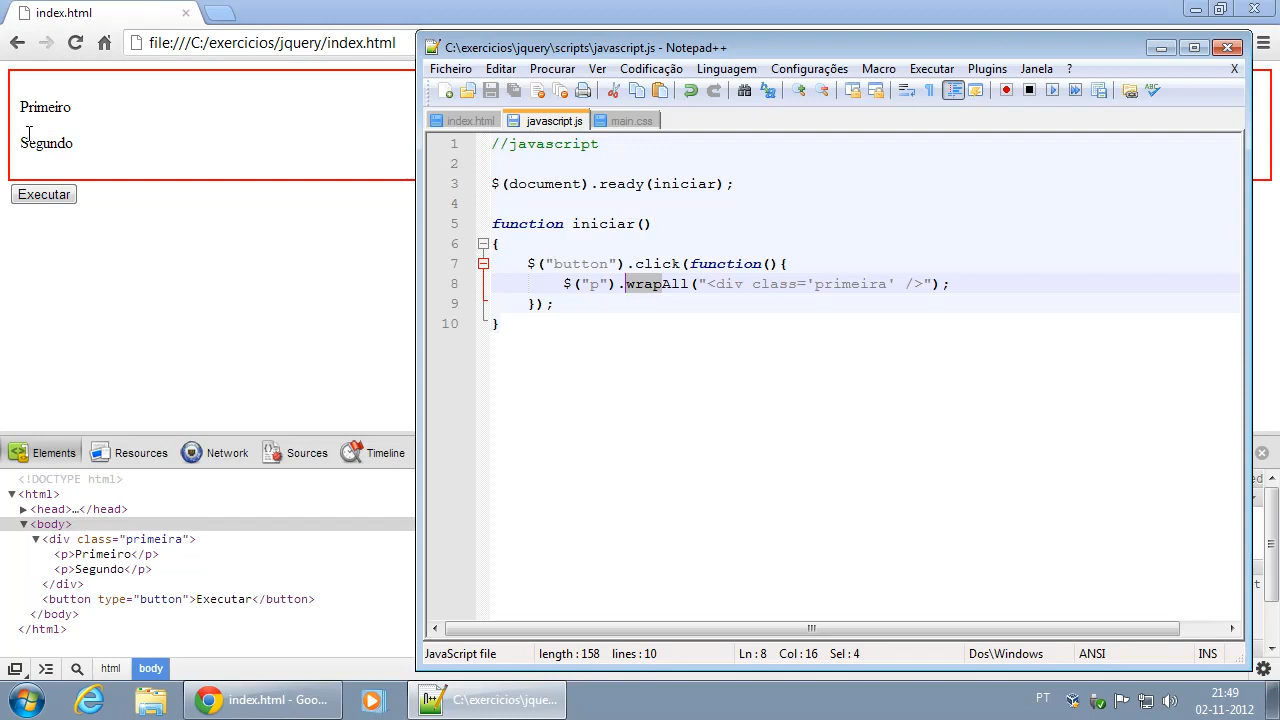 index.html
file:///C:/exercicios/jquery/index.html
Primeiro
Segundo
Executar
C:\exercicios\jquery\scripts\javascript.js - Notepad++
Ficheiro Editar Procurar Ver Codificação Linguagem Configurações Macro Executar Plugins Janela ? X
index.html javascript.js main.css
1 //javascript
2
3 $(document).ready(iniciar);
4
5 function iniciar()
6 {
7 $("button").click(function(){
8 $("p").wrapAll("<div class='primeira' />");
9 });
10 }
Elements Resources Network Sources Timeline
<!DOCTYPE html>
<html>
<head>…</head>
<body>
<div class="primeira">
<p>Primeiro</p>
<p>Segundo</p>
</div>
<button type="button">Executar</button>
</body>
</html>
JavaScript file length : 158 lines : 10 Ln : 8 Col : 16 Sel : 4 Dos\Windows ANSI INS
html body
index.html - Goo...
C:\exercicios\jque...
PT
21:49
02-11-2012